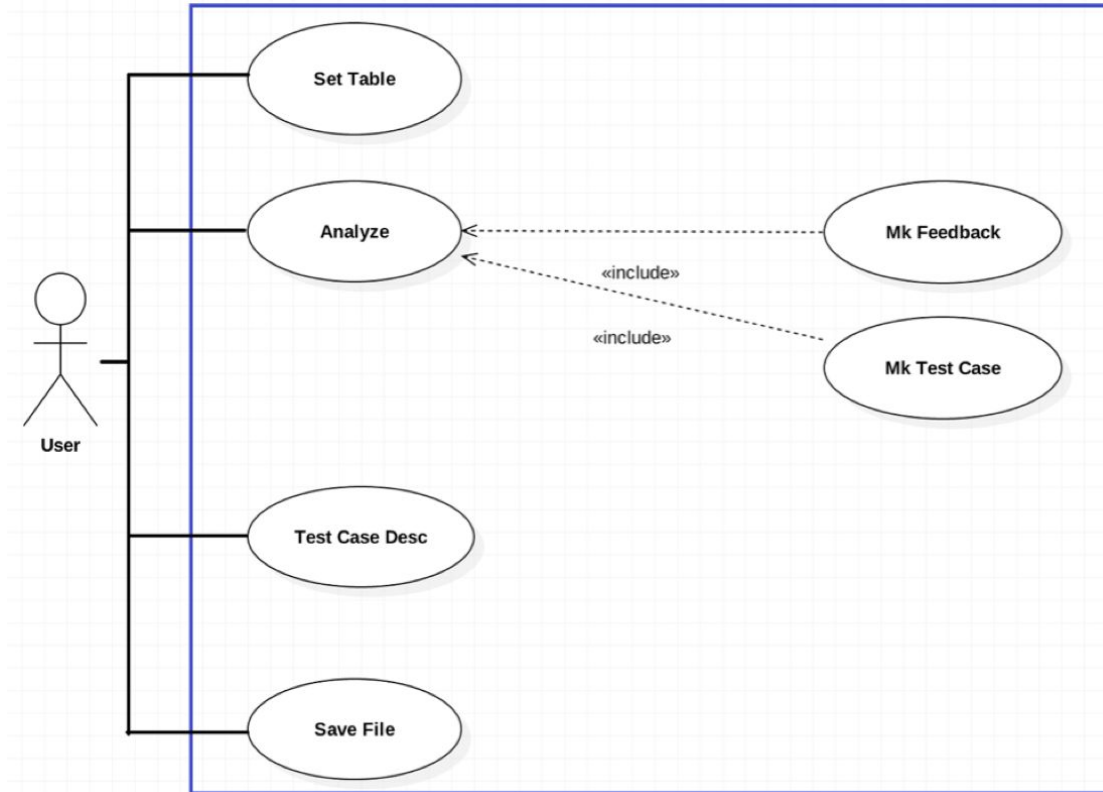 Set Table
Analyze
Mk Feedback
«include»
«include»
Mk Test Case
User
Test Case Desc
Save File